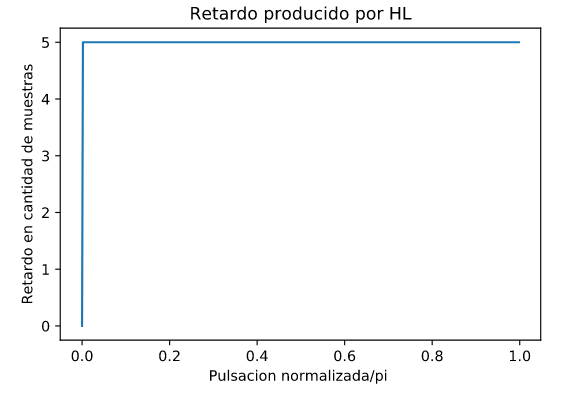 Retardo producido por HL
Retardo en cantidad de muestras
5
4
3
2
1
0
0.0 0.2 0.4 0.6 0.8 1.0
Pulsacion normalizada/pi